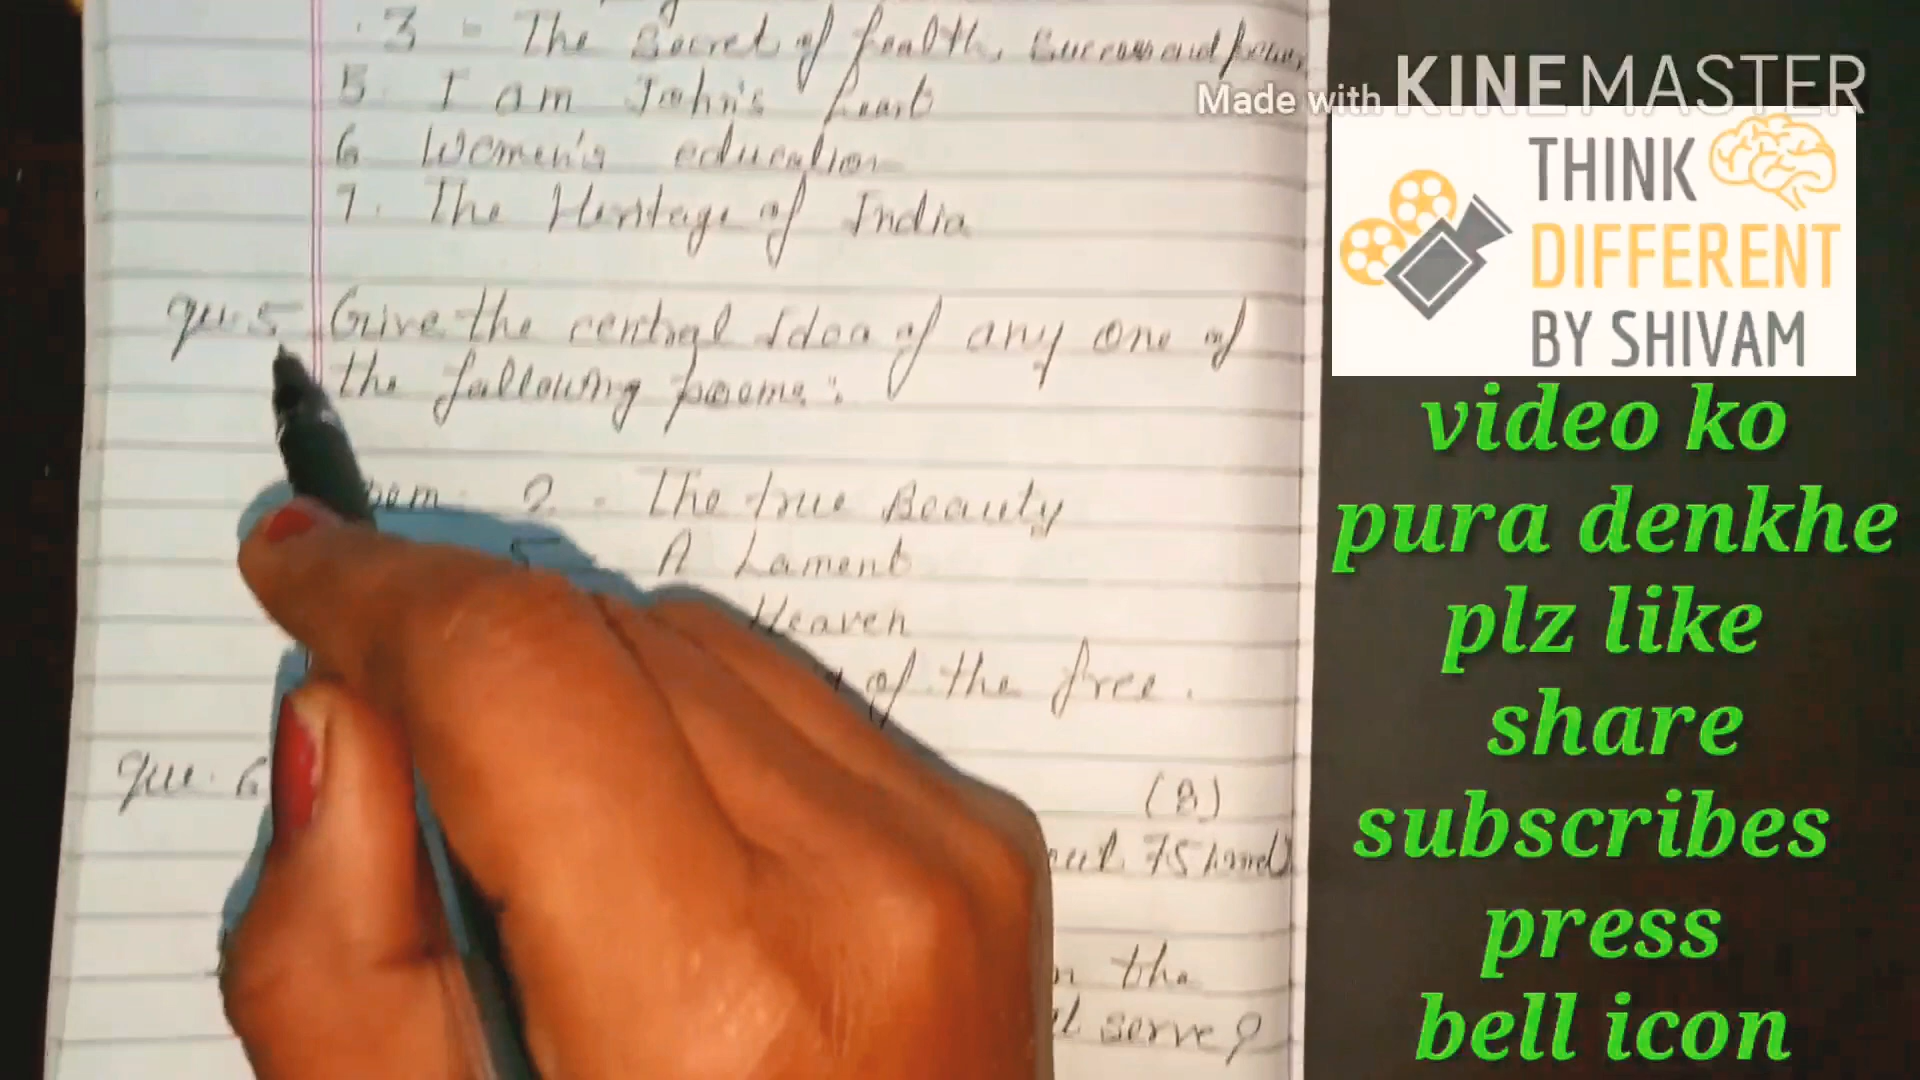 3 - The Secret of health, success and power
5. I am John's heart
6 Women's education
7. The Heritage of India
que. 5 Give the central Idea of any one of
the following poems:
2 - The true Beauty
5 - A Lament
Heaven
of the free.
que. 6
(B)
75 word
the
serve?
Made with KINEMASTER
THINK
DIFFERENT
BY SHIVAM
video ko
pura denkhe
plz like
share
subscribes
press
bell icon